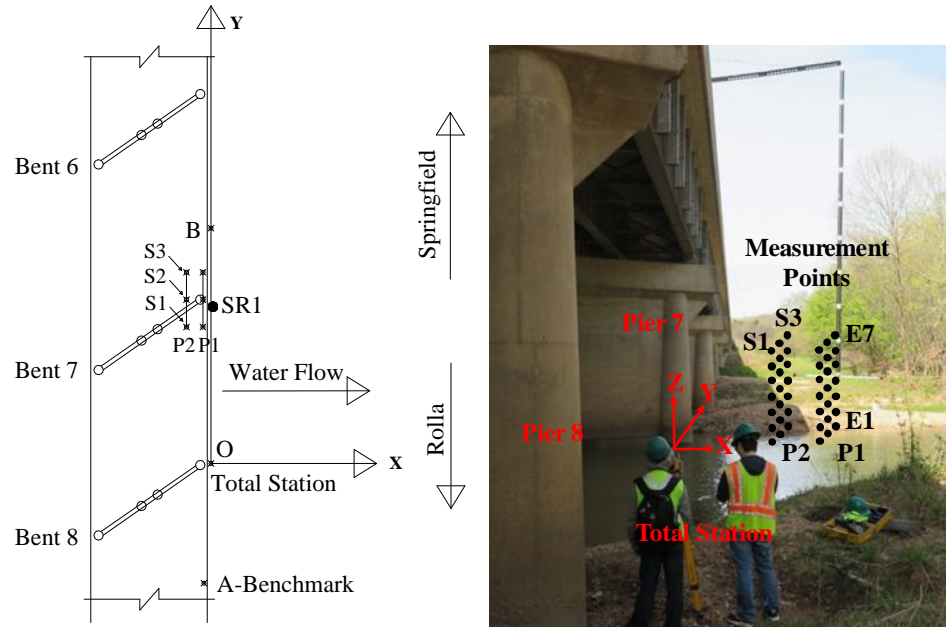 Y
Bent 6
Springfield
B
S3
S2
S1
SR1
P2 P1
Bent 7
Water Flow
Rolla
O
X
Total Station
Bent 8
A-Benchmark
Measurement
Points
S3
S1
E7
Pier 7
Z
Y
E1
Pier 8
X
P2
P1
Total Station